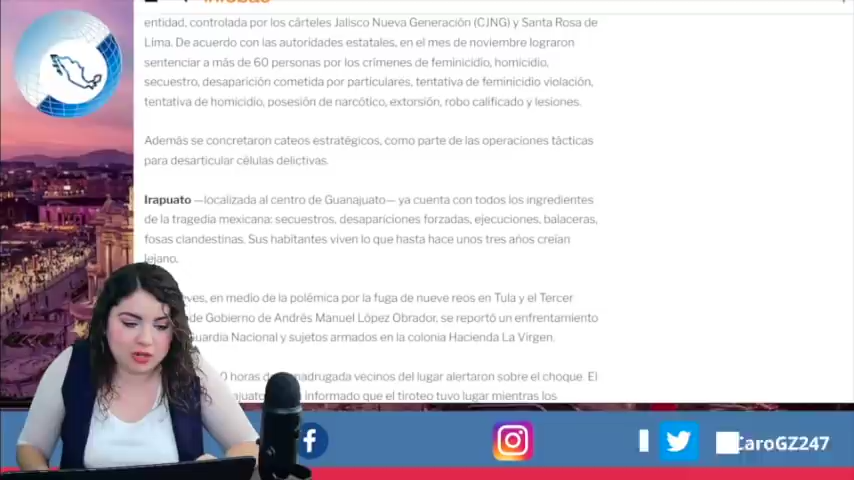 infobae
entidad, controlada por los cárteles Jalisco Nueva Generación (CJNG) y Santa Rosa de
Lima. De acuerdo con las autoridades estatales, en el mes de noviembre lograron
sentenciar a más de 60 personas por los crímenes de feminicidio, homicidio,
secuestro, desaparición cometida por particulares, tentativa de feminicidio violación,
tentativa de homicidio, posesión de narcótico, extorsión, robo calificado y lesiones.
Además se concretaron cateos estratégicos, como parte de las operaciones tácticas
para desarticular células delictivas.
Irapuato —localizada al centro de Guanajuato— ya cuenta con todos los ingredientes
de la tragedia mexicana: secuestros, desapariciones forzadas, ejecuciones, balaceras,
fosas clandestinas. Sus habitantes viven lo que hasta hace unos tres años creían
lejano.
en medio de la polémica por la fuga de nueve reos en Tula y el Tercer
de Gobierno de Andrés Manuel López Obrador, se reportó un enfrentamiento
Guardia Nacional y sujetos armados en la colonia Hacienda La Virgen.
horas madrugada vecinos del lugar alertaron sobre el choque. El
informado que el tiroteo tuvo lugar mientras los
CaroGZ247